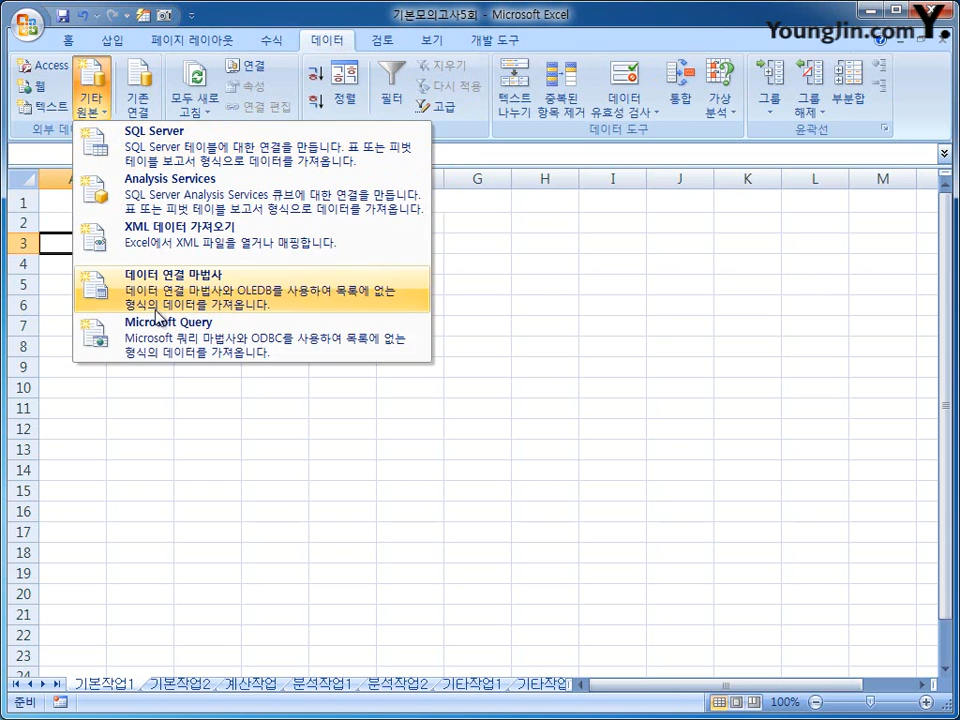 기본모의고사5회 - Microsoft Excel
YoungJin.com Y.
홈 삽입 페이지 레이아웃 수식 데이터 검토 보기 개발 도구
Access
웹
텍스트
기타
원본
기존
연결
모두 새로
고침
연결
속성
연결 편집
정렬
필터
지우기
다시 적용
고급
텍스트
나누기
중복된
항목 제거
데이터
유효성 검사
통합
가상
분석
그룹
그룹
해제
부분합
외부 데 데이터 도구 윤곽선
SQL Server
SQL Server 테이블에 대한 연결을 만듭니다. 표 또는 피벗
테이블 보고서 형식으로 데이터를 가져옵니다.
Analysis Services
SQL Server Analysis Services 큐브에 대한 연결을 만듭니다.
표 또는 피벗 테이블 보고서 형식으로 데이터를 가져옵니다.
XML 데이터 가져오기
Excel에서 XML 파일을 열거나 매핑합니다.
데이터 연결 마법사
데이터 연결 마법사와 OLEDB를 사용하여 목록에 없는
형식의 데이터를 가져옵니다.
Microsoft Query
Microsoft 쿼리 마법사와 ODBC를 사용하여 목록에 없는
형식의 데이터를 가져옵니다.
G H I J K L M
1
2
3
4
5
6
7
8
9
10
11
12
13
14
15
16
17
18
19
20
21
22
23
24
기본작업1 기본작업2 계산작업 분석작업1 분석작업2 기타작업1 기타작업
준비 100%